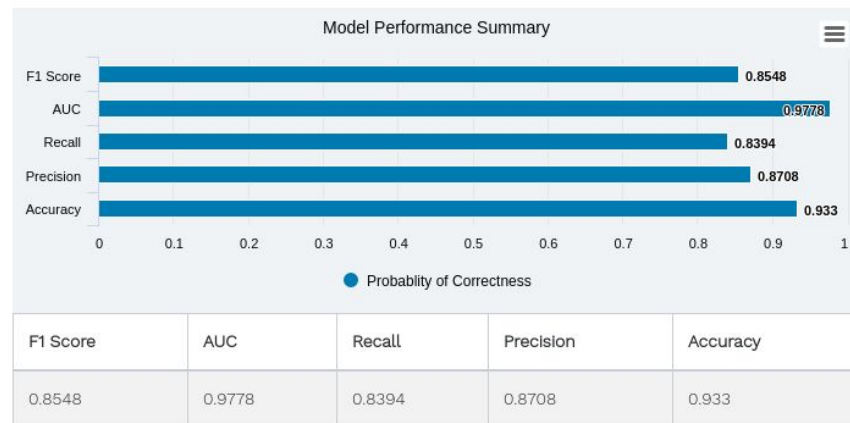 Model Performance Summary
F1 Score 0.8548
AUC 0.9778
Recall 0.8394
Precision 0.8708
Accuracy 0.933
0 0.1 0.2 0.3 0.4 0.5 0.6 0.7 0.8 0.9 1
Probablity of Correctness
F1 Score AUC Recall Precision Accuracy
0.8548 0.9778 0.8394 0.8708 0.933